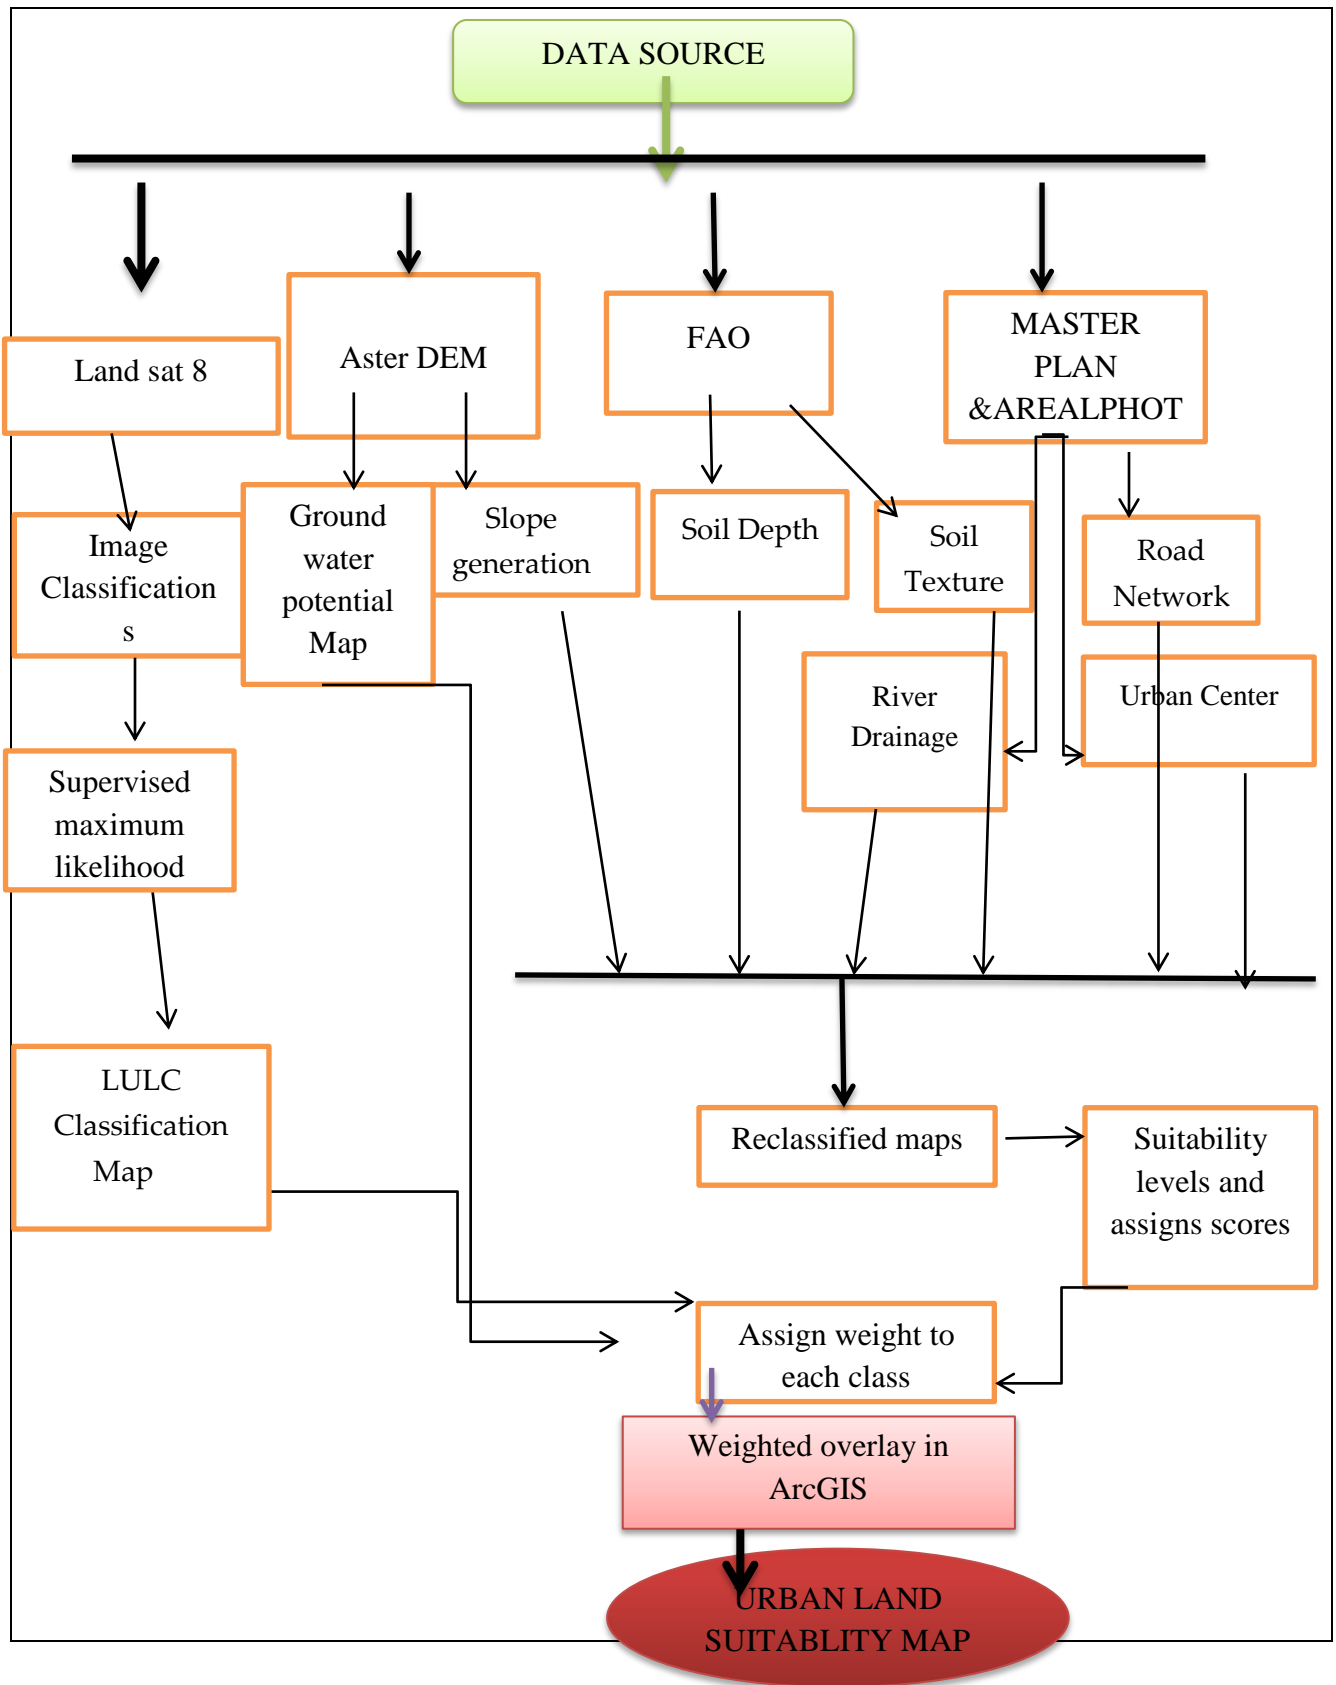 DATA SOURCE
Land sat 8
Aster DEM
FAO
MASTER
PLAN
&AREALPHOT
Image
Classification
s
Ground
water
potential
Map
Slope
generation
Soil Depth
Soil
Texture
Road
Network
River
Drainage
Urban Center
Supervised
maximum
likelihood
LULC
Classification
Map
Reclassified maps
Suitability
levels and
assigns scores
Assign weight to
each class
Weighted overlay in
ArcGIS
URBAN LAND
SUITABLITY MAP